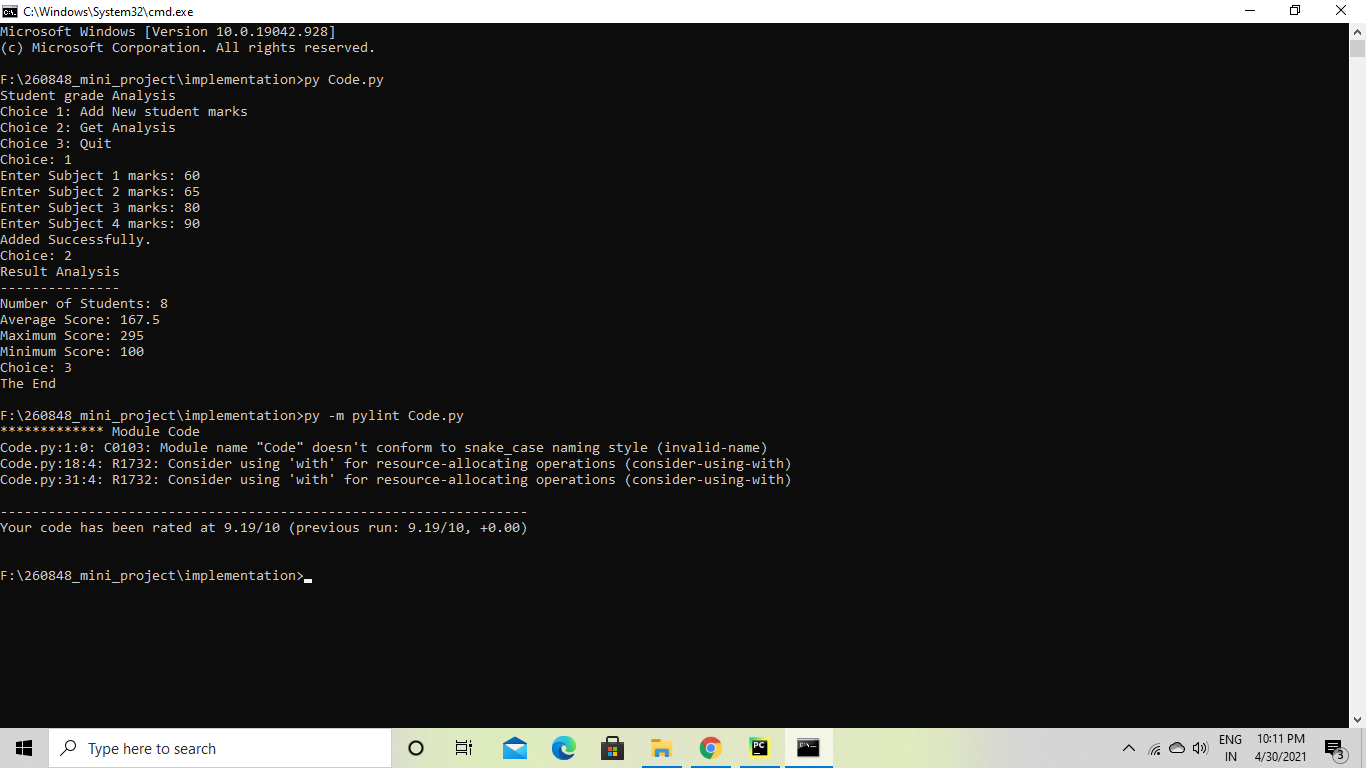 C:\Windows\System32\cmd.exe
Microsoft Windows [Version 10.0.19042.928]
(c) Microsoft Corporation. All rights reserved.
F:\260848_mini_project\implementation>py Code.py
Student grade Analysis
Choice 1: Add New student marks
Choice 2: Get Analysis
Choice 3: Quit
Choice: 1
Enter Subject 1 marks: 60
Enter Subject 2 marks: 65
Enter Subject 3 marks: 80
Enter Subject 4 marks: 90
Added Successfully.
Choice: 2
Result Analysis
---------------
Number of Students: 8
Average Score: 167.5
Maximum Score: 295
Minimum Score: 100
Choice: 3
The End
F:\260848_mini_project\implementation>py -m pylint Code.py
************* Module Code
Code.py:1:0: C0103: Module name "Code" doesn't conform to snake_case naming style (invalid-name)
Code.py:18:4: R1732: Consider using 'with' for resource-allocating operations (consider-using-with)
Code.py:31:4: R1732: Consider using 'with' for resource-allocating operations (consider-using-with)
------------------------------------------------------------------
Your code has been rated at 9.19/10 (previous run: 9.19/10, +0.00)
F:\260848_mini_project\implementation>
Type here to search
PC
ENG
IN
10:11 PM
4/30/2021
3